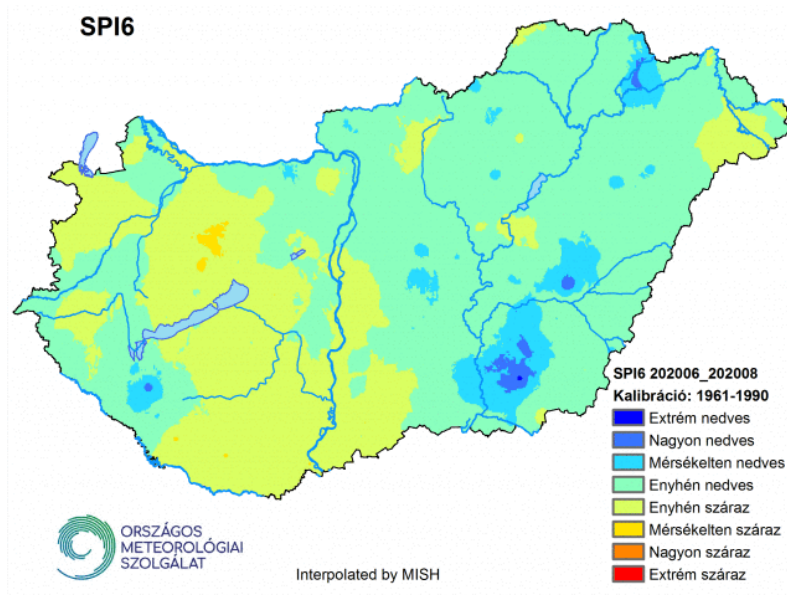 SPI6
SPI6 202006_202008
Kalibráció: 1961-1990
Extrém nedves
Nagyon nedves
Mérsékelten nedves
Enyhén nedves
Enyhén száraz
Mérsékelten száraz
Nagyon száraz
Extrém száraz
ORSZÁGOS
METEOROLÓGIAI
SZOLGÁLAT
Interpolated by MISH